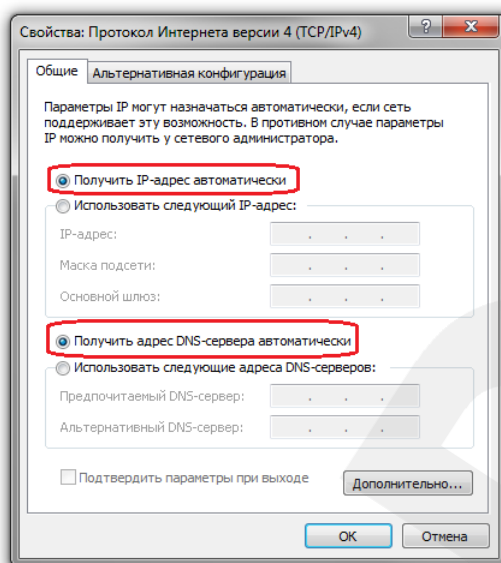 Свойства: Протокол Интернета версии 4 (TCP/IPv4)
Общие
Альтернативная конфигурация
Параметры IP могут назначаться автоматически, если сеть
поддерживает эту возможность. В противном случае параметры
IP можно получить у сетевого администратора.
Получить IP-адрес автоматически
Использовать следующий IP-адрес:
IP-адрес:
Маска подсети:
Основной шлюз:
Получить адрес DNS-сервера автоматически
Использовать следующие адреса DNS-серверов:
Предпочитаемый DNS-сервер:
Альтернативный DNS-сервер:
Подтвердить параметры при выходе
Дополнительно...
OK
Отмена